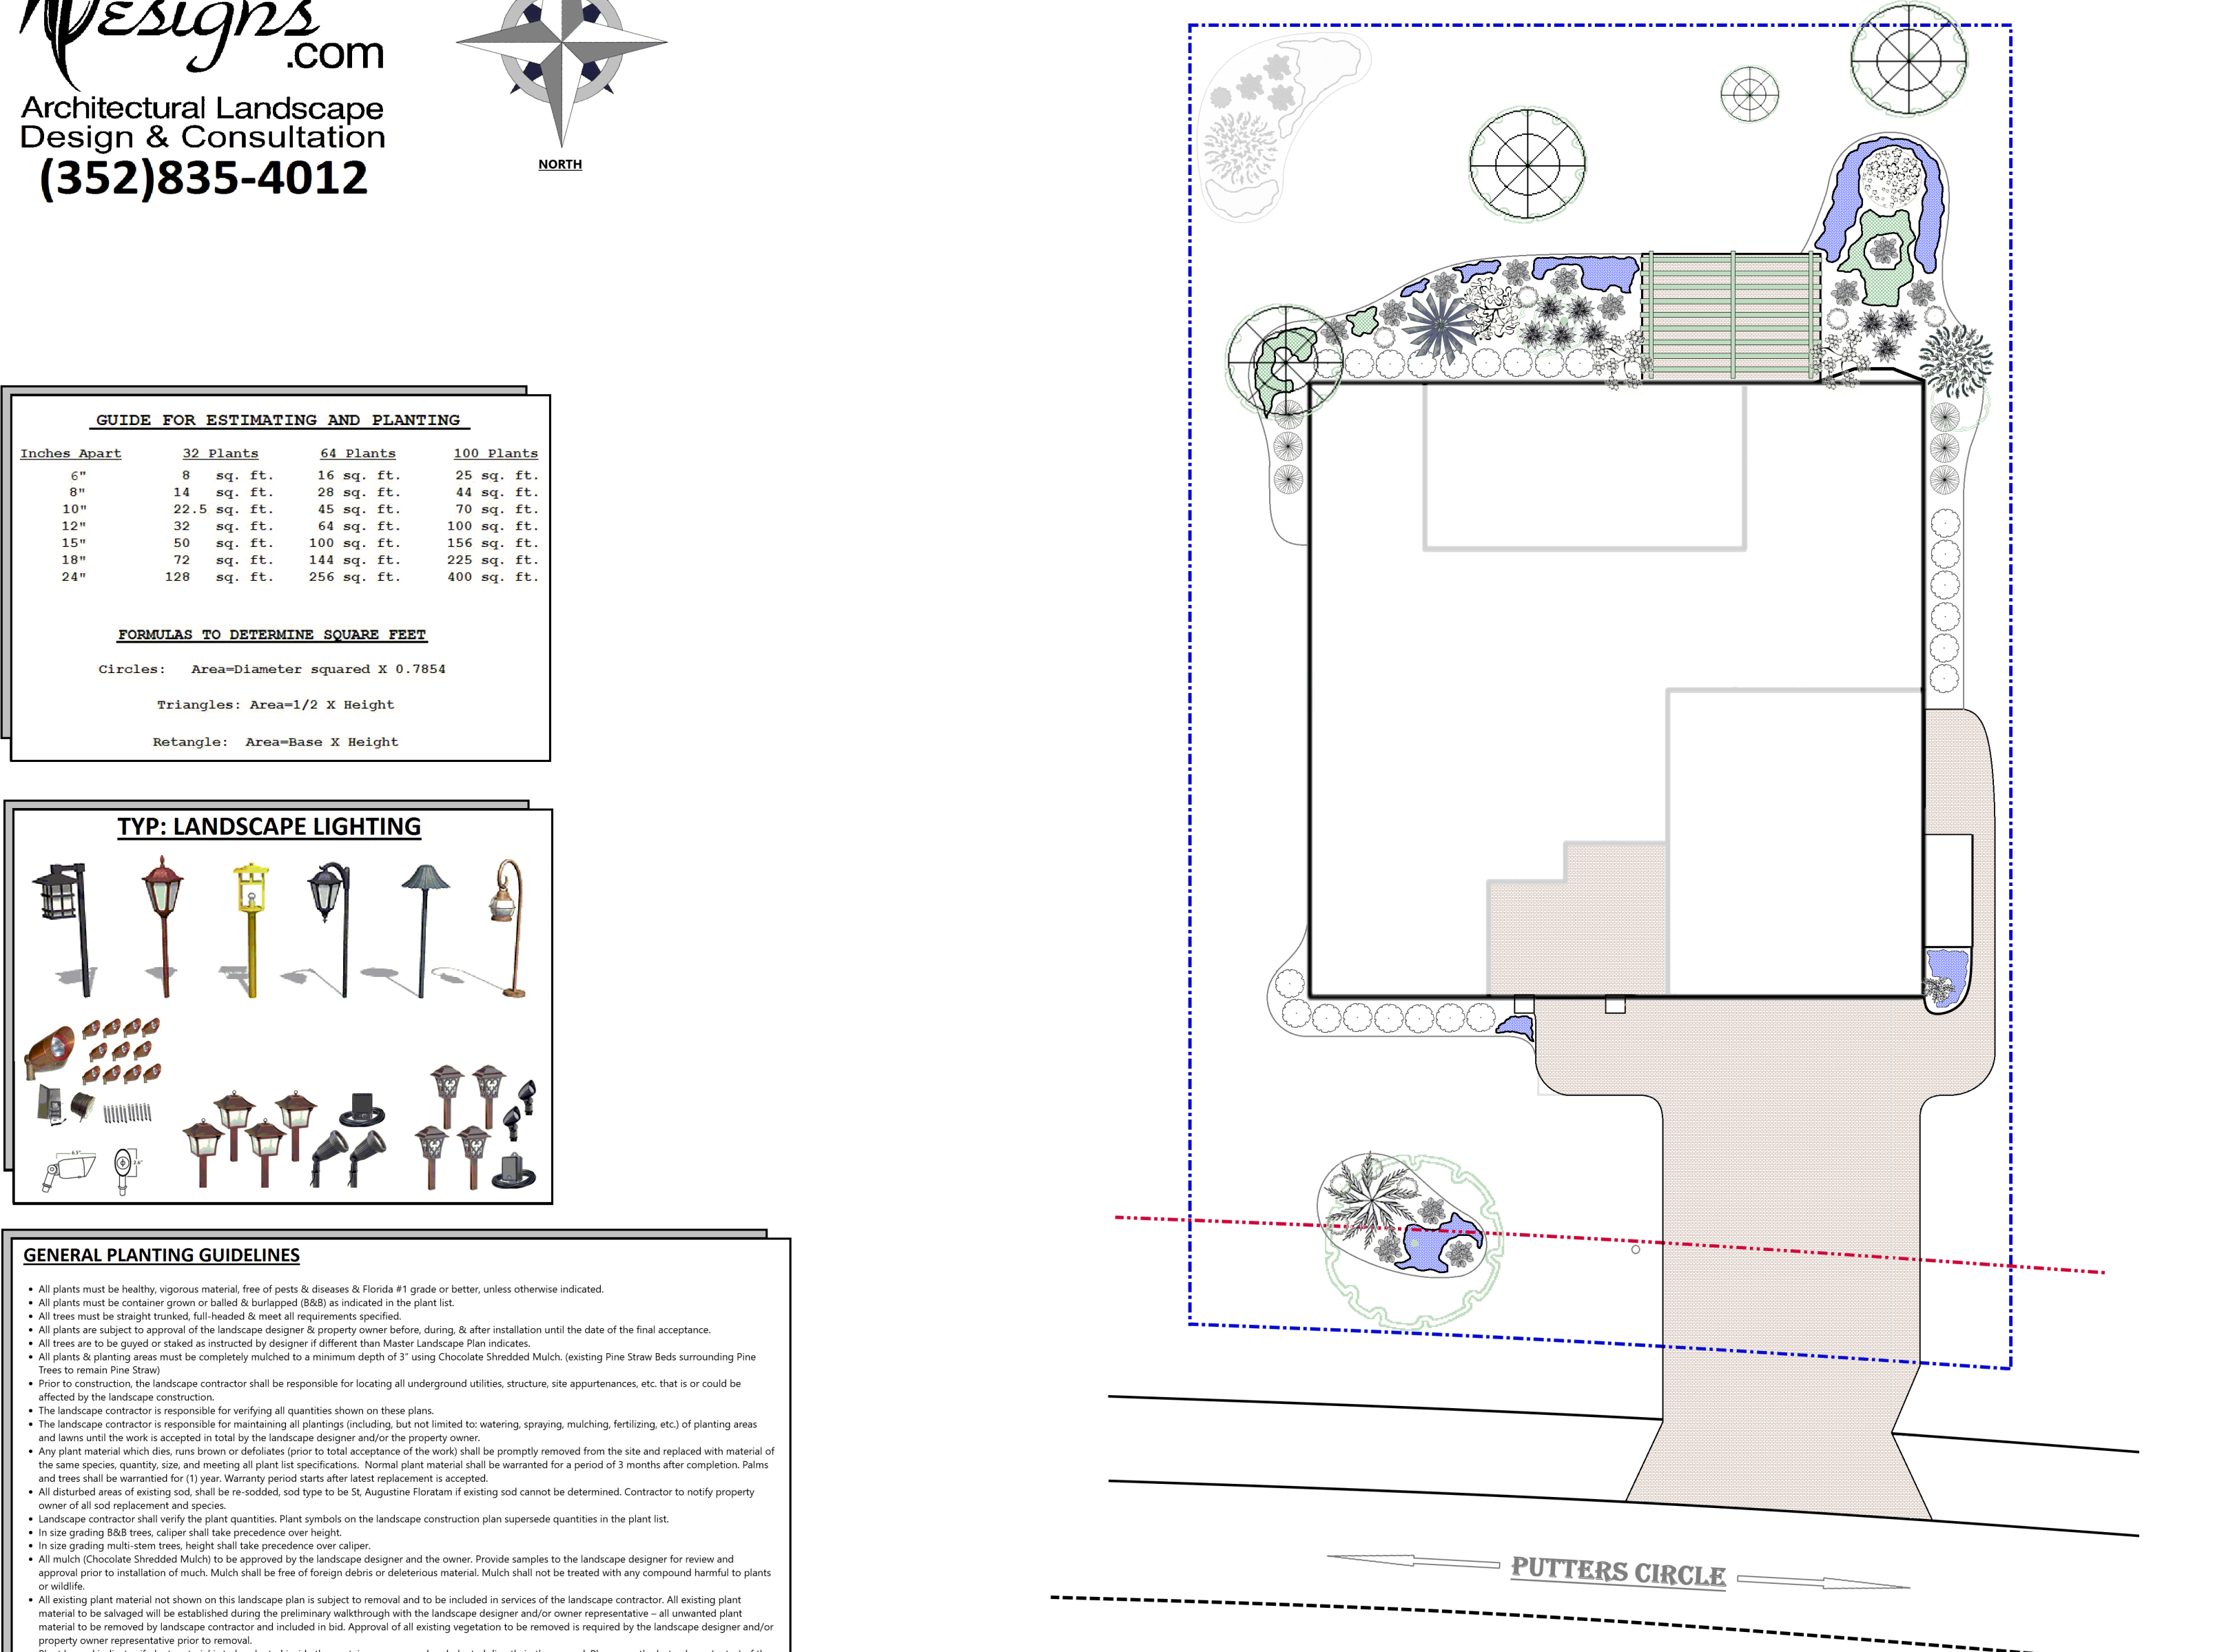 Designs
.com
Architectural Landscape
Design & Consultation
(352)835-4012
NORTH
GUIDE FOR ESTIMATING AND PLANTING
Inches Apart 32 Plants 64 Plants 100 Plants
6" 8 sq. ft. 16 sq. ft. 25 sq. ft.
8" 14 sq. ft. 28 sq. ft. 44 sq. ft.
10" 22.5 sq. ft. 45 sq. ft. 70 sq. ft.
12" 32 sq. ft. 64 sq. ft. 100 sq. ft.
15" 50 sq. ft. 100 sq. ft. 156 sq. ft.
18" 72 sq. ft. 144 sq. ft. 225 sq. ft.
24" 128 sq. ft. 256 sq. ft. 400 sq. ft.
FORMULAS TO DETERMINE SQUARE FEET
Circles: Area=Diameter squared X 0.7854
Triangles: Area=1/2 X Height
Retangle: Area=Base X Height
TYP: LANDSCAPE LIGHTING
GENERAL PLANTING GUIDELINES
• All plants must be healthy, vigorous material, free of pests & diseases & Florida #1 grade or better, unless otherwise indicated.
• All plants must be container grown or balled & burlapped (B&B) as indicated in the plant list.
• All trees must be straight trunked, full-headed & meet all requirements specified.
• All plants are subject to approval of the landscape designer & property owner before, during, & after installation until the date of the final acceptance.
• All trees are to be guyed or staked as instructed by designer if different than Master Landscape Plan indicates.
• All plants & planting areas must be completely mulched to a minimum depth of 3" using Chocolate Shredded Mulch. (existing Pine Straw Beds surrounding Pine
Trees to remain Pine Straw)
• Prior to construction, the landscape contractor shall be responsible for locating all underground utilities, structure, site appurtenances, etc. that is or could be
affected by the landscape construction.
• The landscape contractor is responsible for verifying all quantities shown on these plans.
• The landscape contractor is responsible for maintaining all plantings (including, but not limited to: watering, spraying, mulching, fertilizing, etc.) of planting areas
and lawns until the work is accepted in total by the landscape designer and/or the property owner.
• Any plant material which dies, runs brown or defoliates (prior to total acceptance of the work) shall be promptly removed from the site and replaced with material of
the same species, quantity, size, and meeting all plant list specifications. Normal plant material shall be warranted for a period of 3 months after completion. Palms
and trees shall be warrantied for (1) year. Warranty period starts after latest replacement is accepted.
• All disturbed areas of existing sod, shall be re-sodded, sod type to be St, Augustine Floratam if existing sod cannot be determined. Contractor to notify property
owner of all sod replacement and species.
• Landscape contractor shall verify the plant quantities. Plant symbols on the landscape construction plan supersede quantities in the plant list.
• In size grading B&B trees, caliper shall take precedence over height.
• In size grading multi-stem trees, height shall take precedence over caliper.
• All mulch (Chocolate Shredded Mulch) to be approved by the landscape designer and the owner. Provide samples to the landscape designer for review and
approval prior to installation of much. Mulch shall be free of foreign debris or deleterious material. Mulch shall not be treated with any compound harmful to plants
or wildlife.
• All existing plant material not shown on this landscape plan is subject to removal and to be included in services of the landscape contractor. All existing plant
material to be salvaged will be established during the preliminary walkthrough with the landscape designer and/or owner representative – all unwanted plant
material to be removed by landscape contractor and included in bid. Approval of all existing vegetation to be removed is required by the landscape designer and/or
property owner representative prior to removal.
PUTTERS CIRCLE